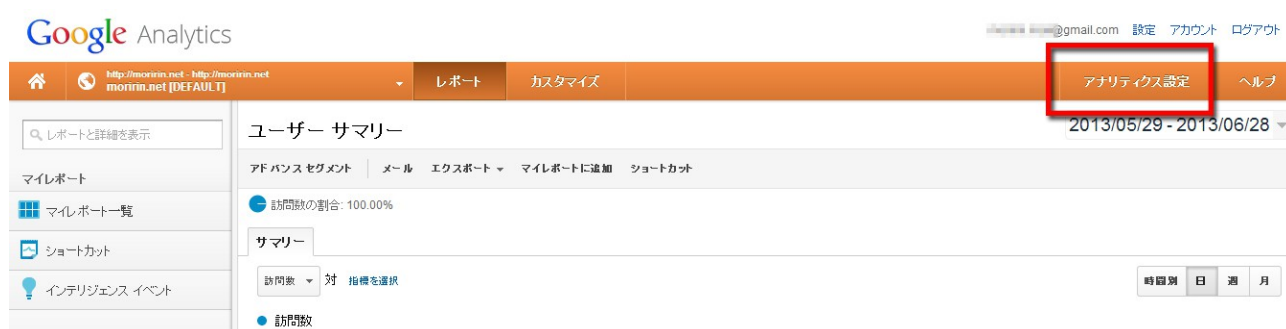 Google Analytics
@gmail.com 設定 アカウント ログアウト
http://moririn.net - http://moririn.net
moririn.net [DEFAULT]
レポート カスタマイズ アナリティクス設定 ヘルプ
レポートと詳細を表示
ユーザー サマリー
2013/05/29 - 2013/06/28
アドバンス セグメント メール エクスポート マイレポートに追加 ショートカット
マイレポート
マイレポート一覧
訪問数の割合: 100.00%
ショートカット
サマリー
インテリジェンス イベント
訪問数 対 指標を選択
時間別 日 週 月
訪問数